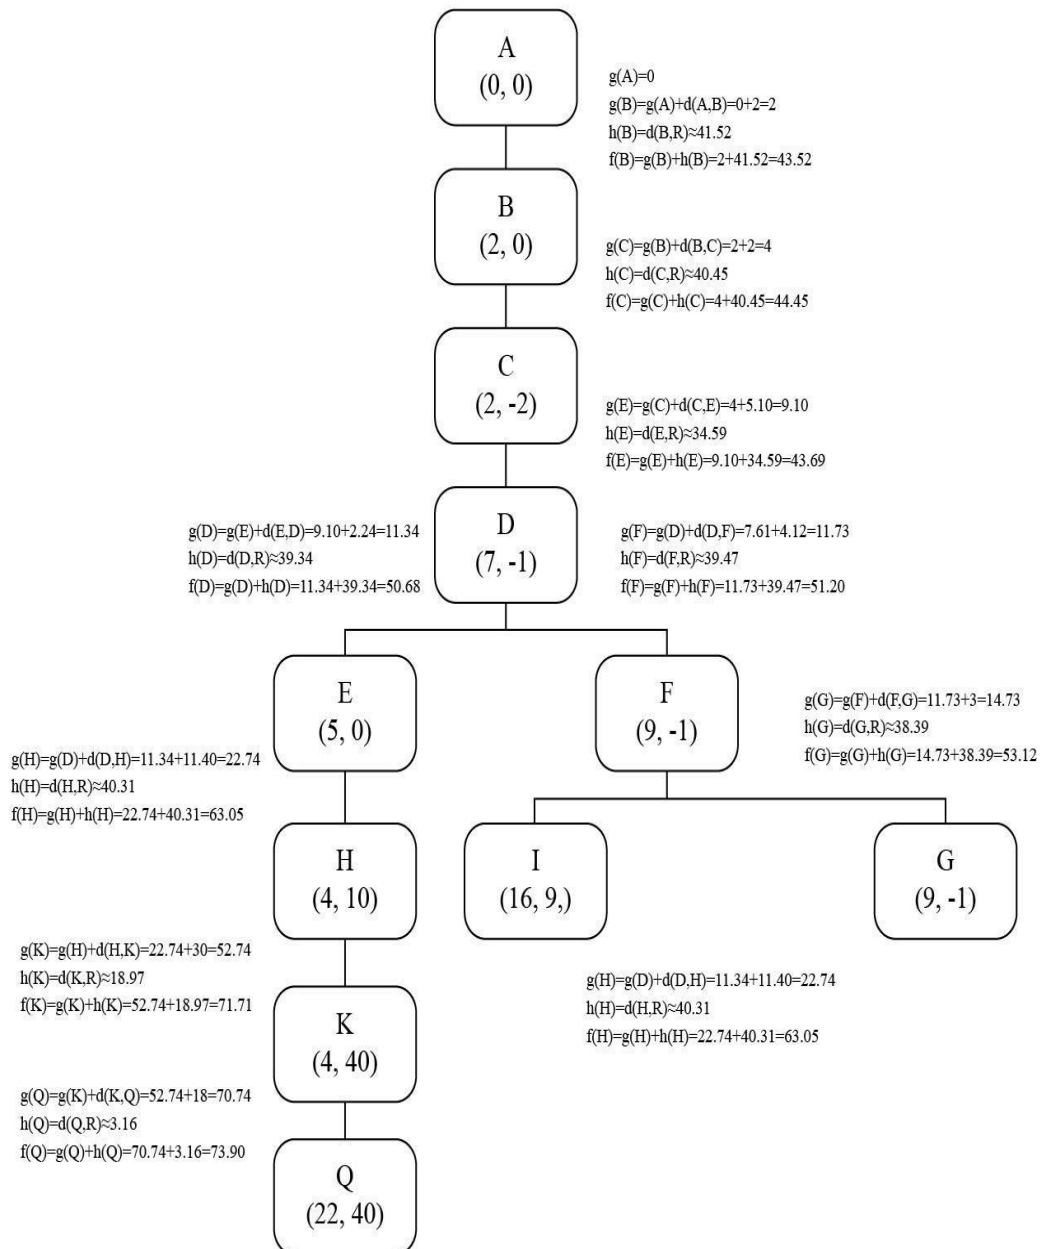 A
(0, 0)
g(A)=0
g(B)=g(A)+d(A,B)=0+2=2
h(B)=d(B,R)≈41.52
f(B)=g(B)+h(B)=2+41.52=43.52
B
(2, 0)
g(C)=g(B)+d(B,C)=2+2=4
h(C)=d(C,R)≈40.45
f(C)=g(C)+h(C)=4+40.45=44.45
C
(2, -2)
g(E)=g(C)+d(C,E)=4+5.10=9.10
h(E)=d(E,R)≈34.59
f(E)=g(E)+h(E)=9.10+34.59=43.69
g(D)=g(E)+d(E,D)=9.10+2.24=11.34
h(D)=d(D,R)≈39.34
f(D)=g(D)+h(D)=11.34+39.34=50.68
D
(7, -1)
g(F)=g(D)+d(D,F)=7.61+4.12=11.73
h(F)=d(F,R)≈39.47
f(F)=g(F)+h(F)=11.73+39.47=51.20
E
(5, 0)
F
(9, -1)
g(G)=g(F)+d(F,G)=11.73+3=14.73
h(G)=d(G,R)≈38.39
f(G)=g(G)+h(G)=14.73+38.39=53.12
g(H)=g(D)+d(D,H)=11.34+11.40=22.74
h(H)=d(H,R)≈40.31
f(H)=g(H)+h(H)=22.74+40.31=63.05
H
(4, 10)
I
(16, 9,)
G
(9, -1)
g(K)=g(H)+d(H,K)=22.74+30=52.74
h(K)=d(K,R)≈18.97
f(K)=g(K)+h(K)=52.74+18.97=71.71
g(H)=g(D)+d(D,H)=11.34+11.40=22.74
h(H)=d(H,R)≈40.31
f(H)=g(H)+h(H)=22.74+40.31=63.05
K
(4, 40)
g(Q)=g(K)+d(K,Q)=52.74+18=70.74
h(Q)=d(Q,R)≈3.16
f(Q)=g(Q)+h(Q)=70.74+3.16=73.90
Q
(22, 40)